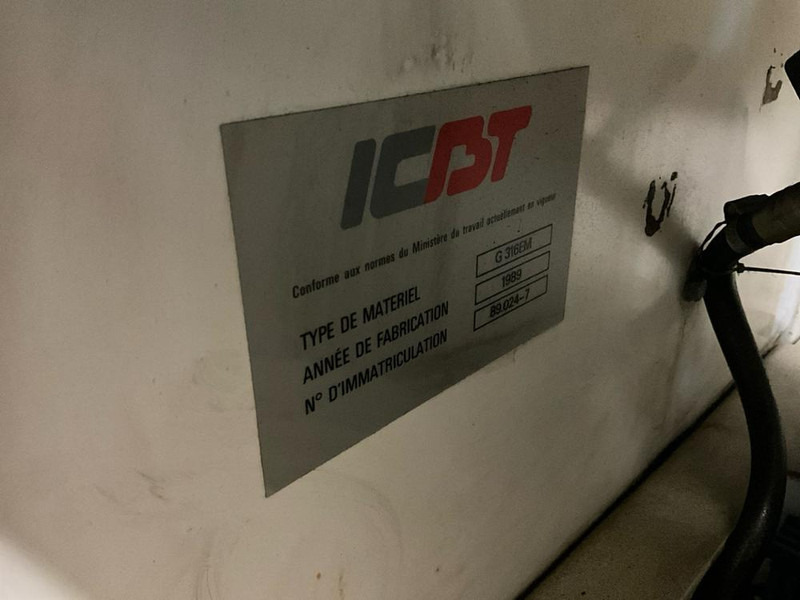 ICBT
Conforme aux normes du Ministère du travail actuellement en vigueur
TYPE DE MATERIEL G 316BM
ANNÉE DE FABRICATION 1989
N° D'IMMATRICULATION 89.024-7